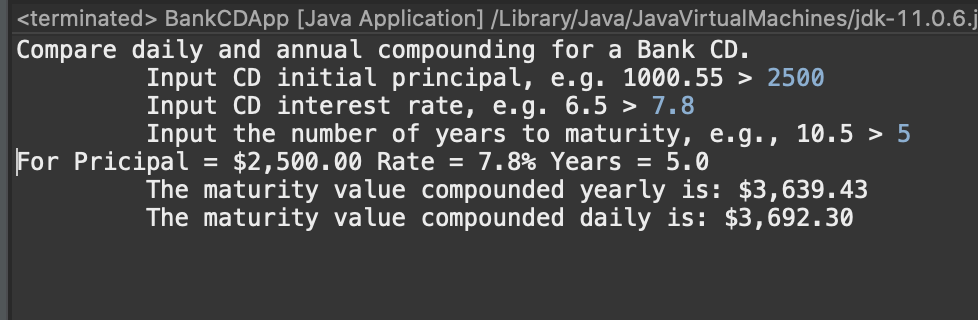 <terminated> BankCDApp [Java Application] /Library/Java/JavaVirtualMachines/jdk-11.0.6.j
Compare daily and annual compounding for a Bank CD.
Input CD initial principal, e.g. 1000.55 > 2500
Input CD interest rate, e.g. 6.5 > 7.8
Input the number of years to maturity, e.g., 10.5 > 5
For Pricipal = $2,500.00 Rate = 7.8% Years = 5.0
The maturity value compounded yearly is: $3,639.43
The maturity value compounded daily is: $3,692.30